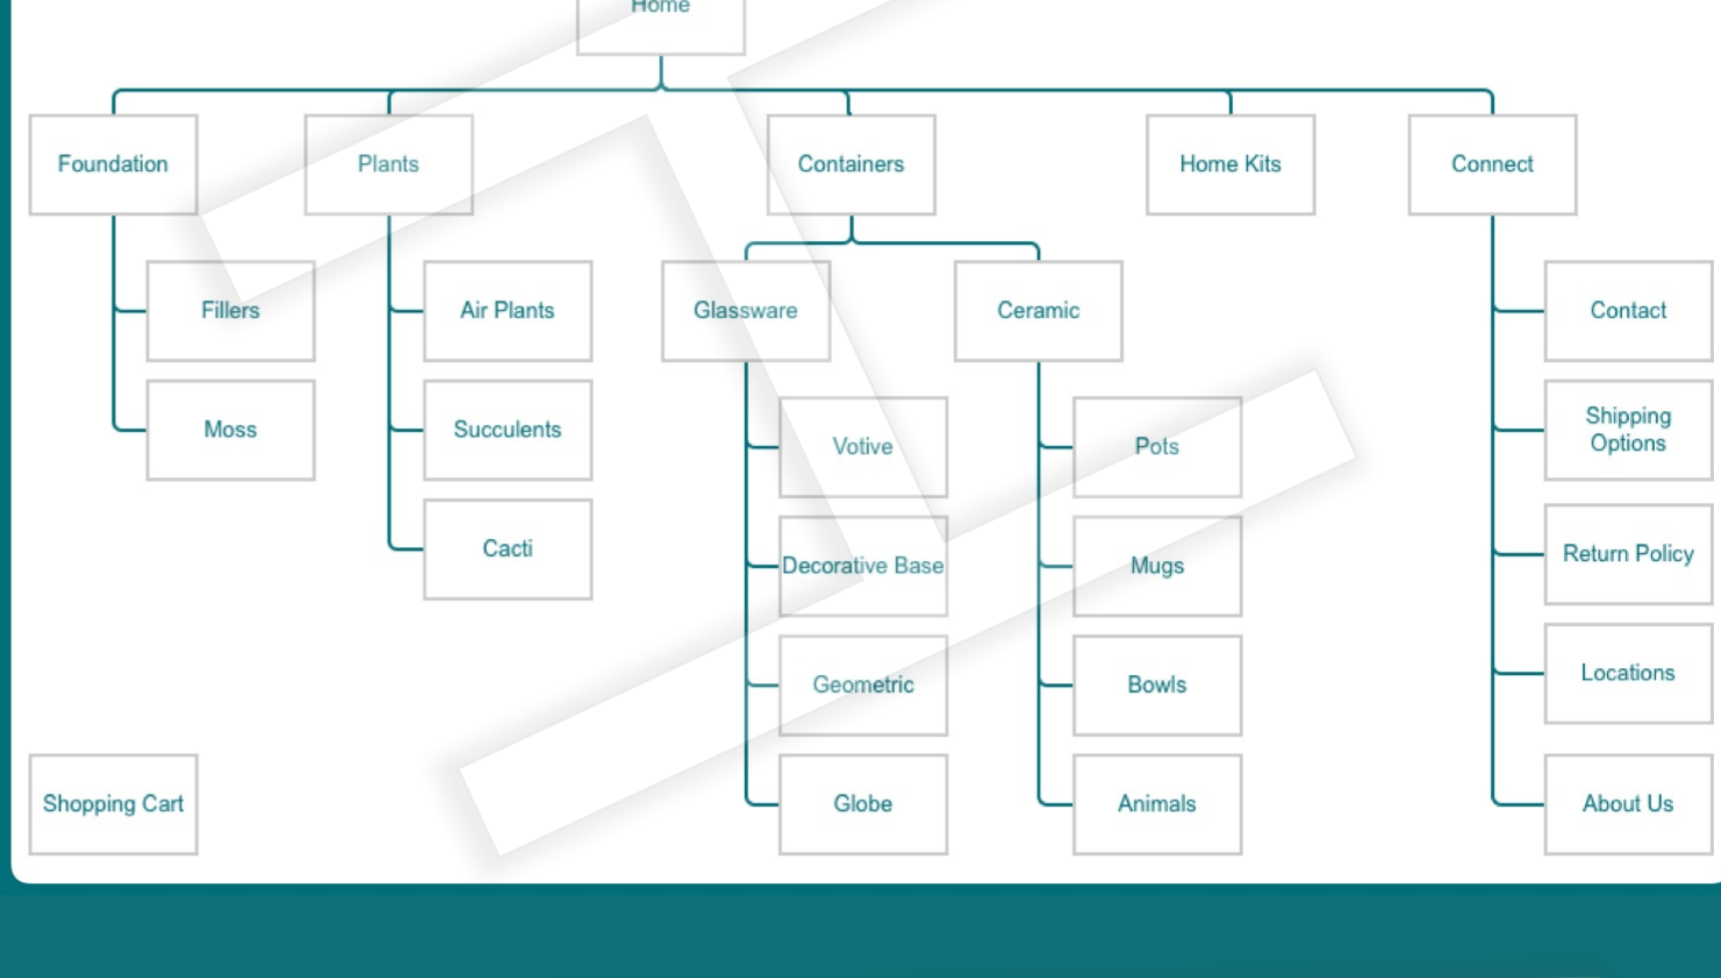 Home
Foundation
Plants
Containers
Home Kits
Connect
Fillers
Air Plants
Glassware
Ceramic
Contact
Moss
Succulents
Votive
Pots
Shipping
Options
Cacti
Decorative Base
Mugs
Return Policy
Geometric
Bowls
Locations
Shopping Cart
Globe
Animals
About Us